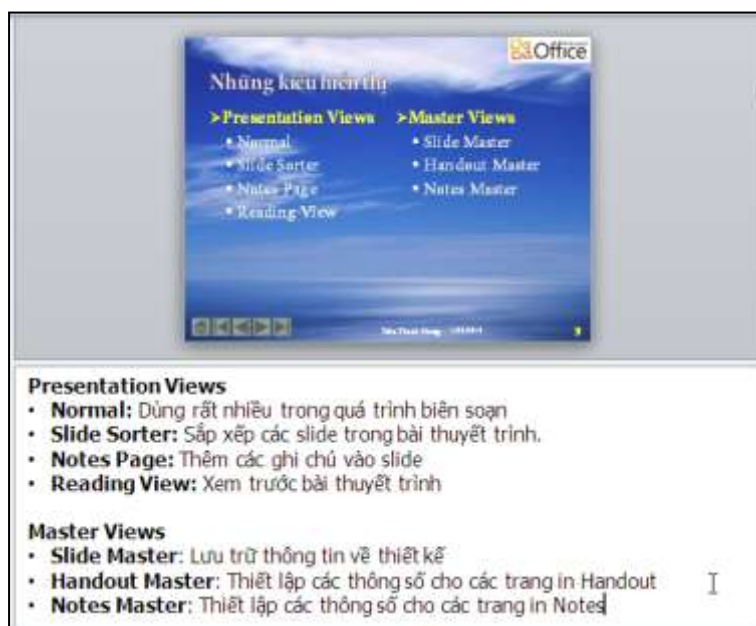 Office
Những kiểu hiển thị
➢Presentation Views
▪ Normal
▪ Slide Sorter
▪ Notes Page
▪ Reading View
➢Master Views
▪ Slide Master
▪ Handout Master
▪ Notes Master
Presentation Views
• Normal: Dùng rất nhiều trong quá trình biên soạn
• Slide Sorter: Sắp xếp các slide trong bài thuyết trình.
• Notes Page: Thêm các ghi chú vào slide
• Reading View: Xem trước bài thuyết trình
Master Views
• Slide Master: Lưu trữ thông tin về thiết kế
• Handout Master: Thiết lập các thông số cho các trang in Handout
• Notes Master: Thiết lập các thông số cho các trang in Notes